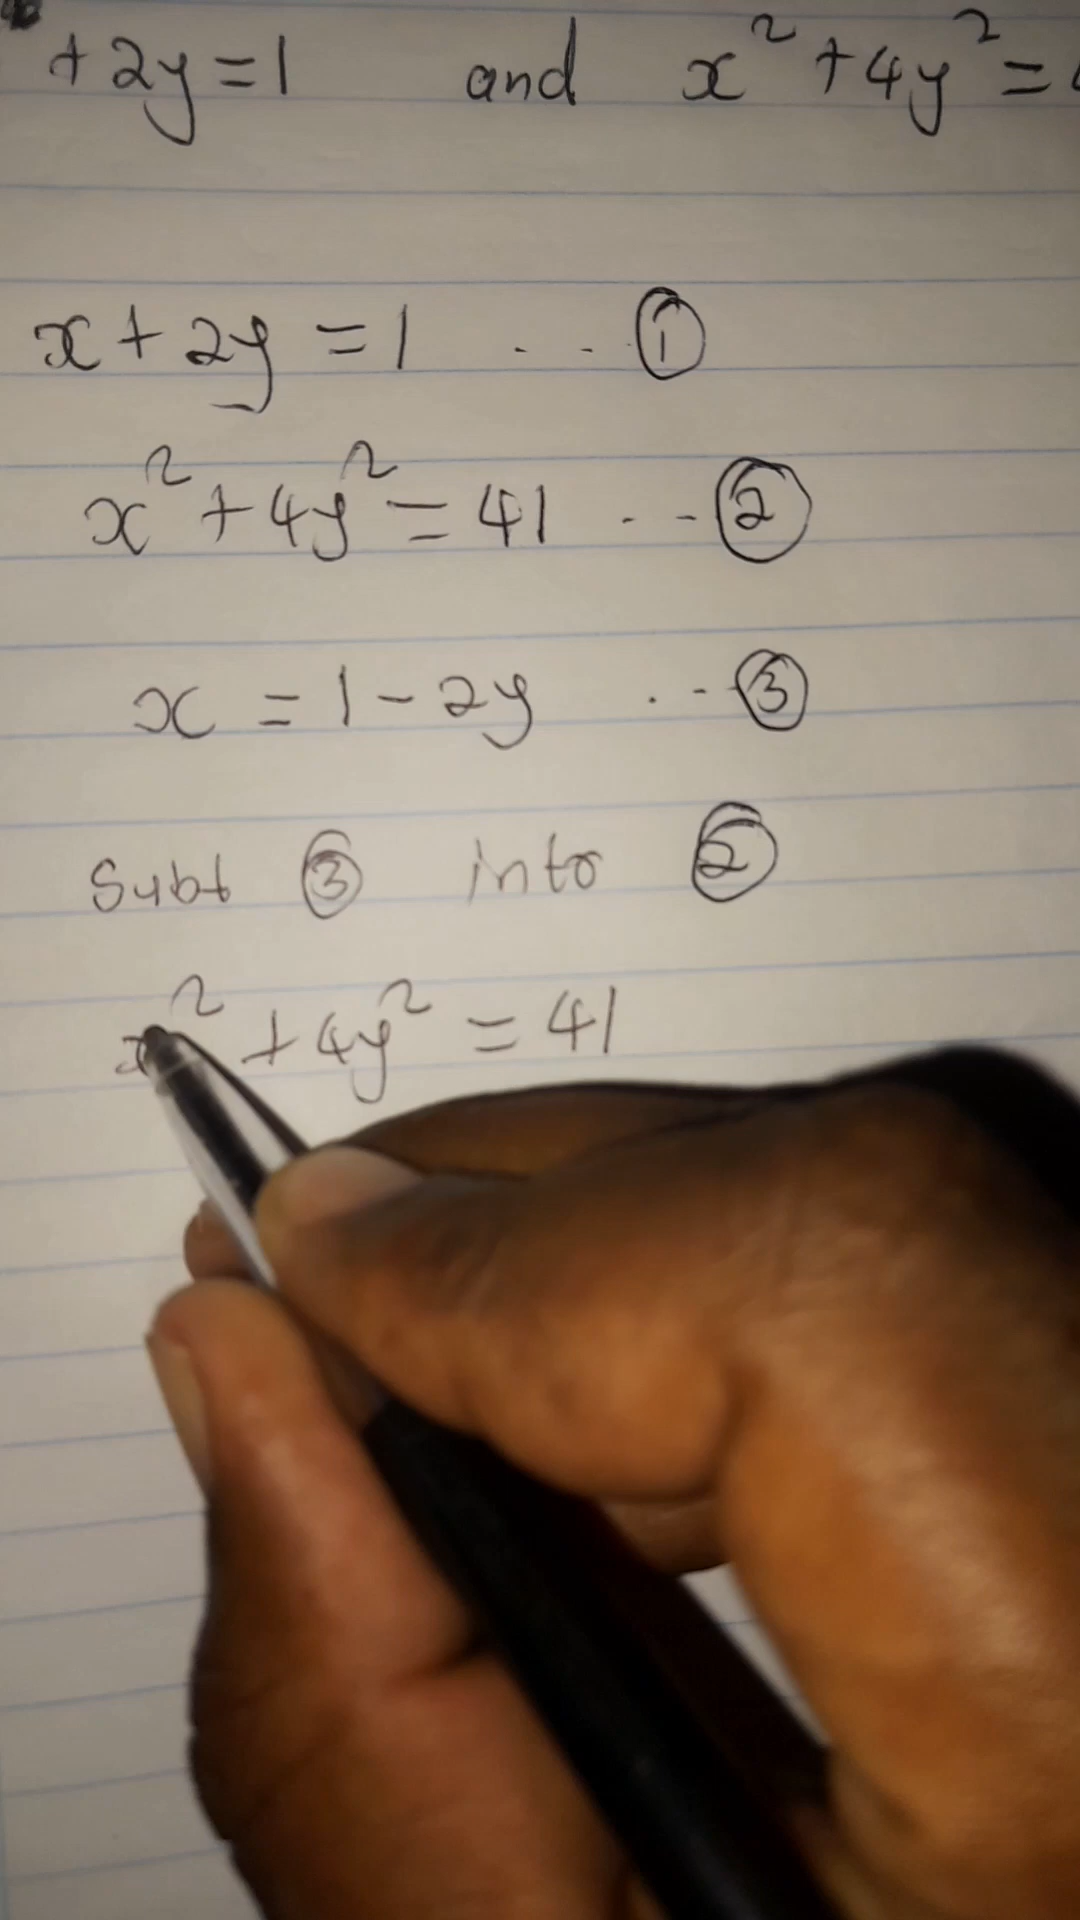 +2y=1 and x²+4y²=
x+2y=1 . . . ①
x²+4y²=41 . . . ②
x=1-2y . . . ③
Subt ③ into ②
x²+4y²=41